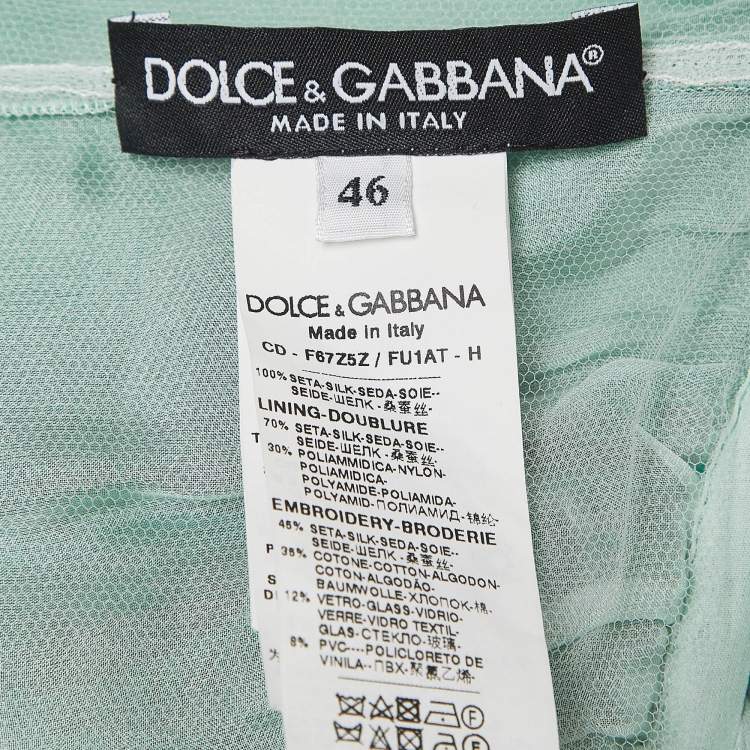 DOLCE & GABBANA®
MADE IN ITALY
46
DOLCE & GABBANA
Made in Italy
CD - F67Z5Z / FU1AT - H
100% SETA-SILK-SEDA-SOIE--
SEIDE-ШЕЛК-桑蚕丝-
LINING-DOUBLURE
70% SETA-SILK-SEDA-SOIE--
SEIDE-ШЕЛК-桑蚕丝-
30% POLIAMMIDICA-NYLON-
POLIAMIDICA-
POLYAMIDE-POLIAMIDA-
POLYAMID-ПОЛИАМИД-锦纶-
EMBROIDERY-BRODERIE
45% SETA-SILK-SEDA-SOIE--
SEIDE-ШЕЛК-桑蚕丝-
35% COTONE-COTTON-ALGODON-
COTON-ALGODÃO-
BAUMWOLLE-ХЛОПОК-棉-
12% VETRO-GLASS-VIDRIO-
VERRE-VIDRO TEXTIL-
GLAS-СТЕКЛО-玻璃-
8% PVC----POLICLORETO DE
VINILA--ПВХ-聚氯乙烯-